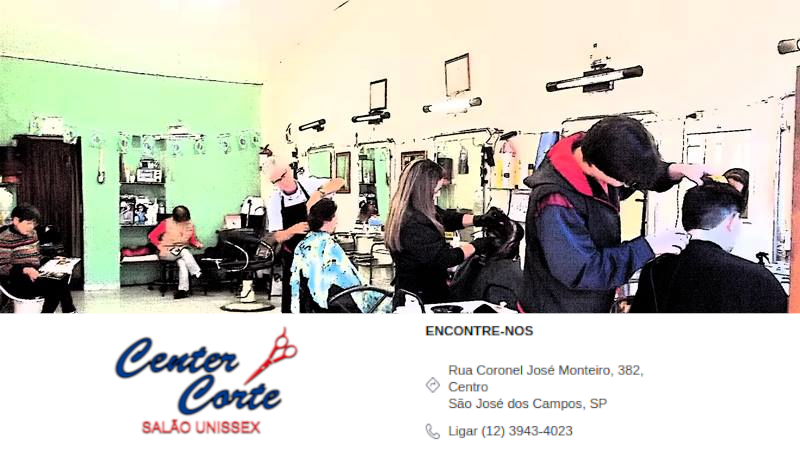 Center
Corte
SALÃO UNISSEX
ENCONTRE-NOS
Rua Coronel José Monteiro, 382,
Centro
São José dos Campos, SP
Ligar (12) 3943-4023